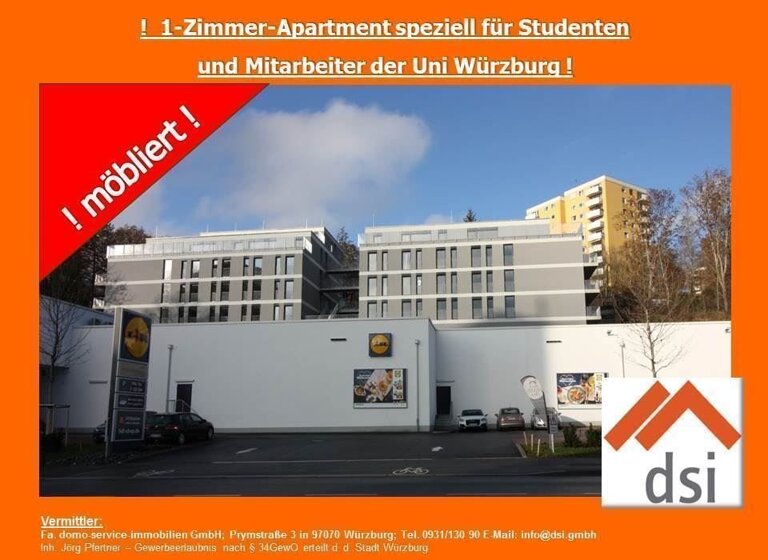 ! 1-Zimmer-Apartment speziell für Studenten
und Mitarbeiter der Uni Würzburg !
! möbliert !
LIDL
dsi
Vermittler:
Fa. domo-service-immobilien GmbH; Prymstraße 3 in 97070 Würzburg; Tel. 0931/130 90 E-Mail: info@dsi.gmbh
Inh. Jörg Pfertner – Gewerbeerlaubnis nach § 34GewO erteilt d. d. Stadt Würzburg